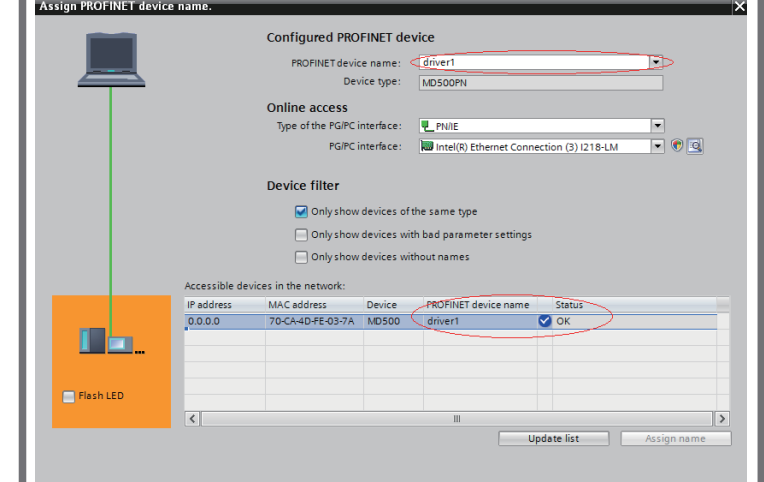 Assign PROFINET device name.
Configured PROFINET device
PROFINET device name: driver1
Device type: MD500PN
Online access
Type of the PG/PC interface: PN/IE
PG/PC interface: Intel(R) Ethernet Connection (3) I218-LM
Device filter
Only show devices of the same type
Only show devices with bad parameter settings
Only show devices without names
Accessible devices in the network:
IP address MAC address Device PROFINET device name Status
0.0.0.0 70-CA-4D-FE-03-7A MD500 driver1 OK
...
Flash LED
Update list Assign name